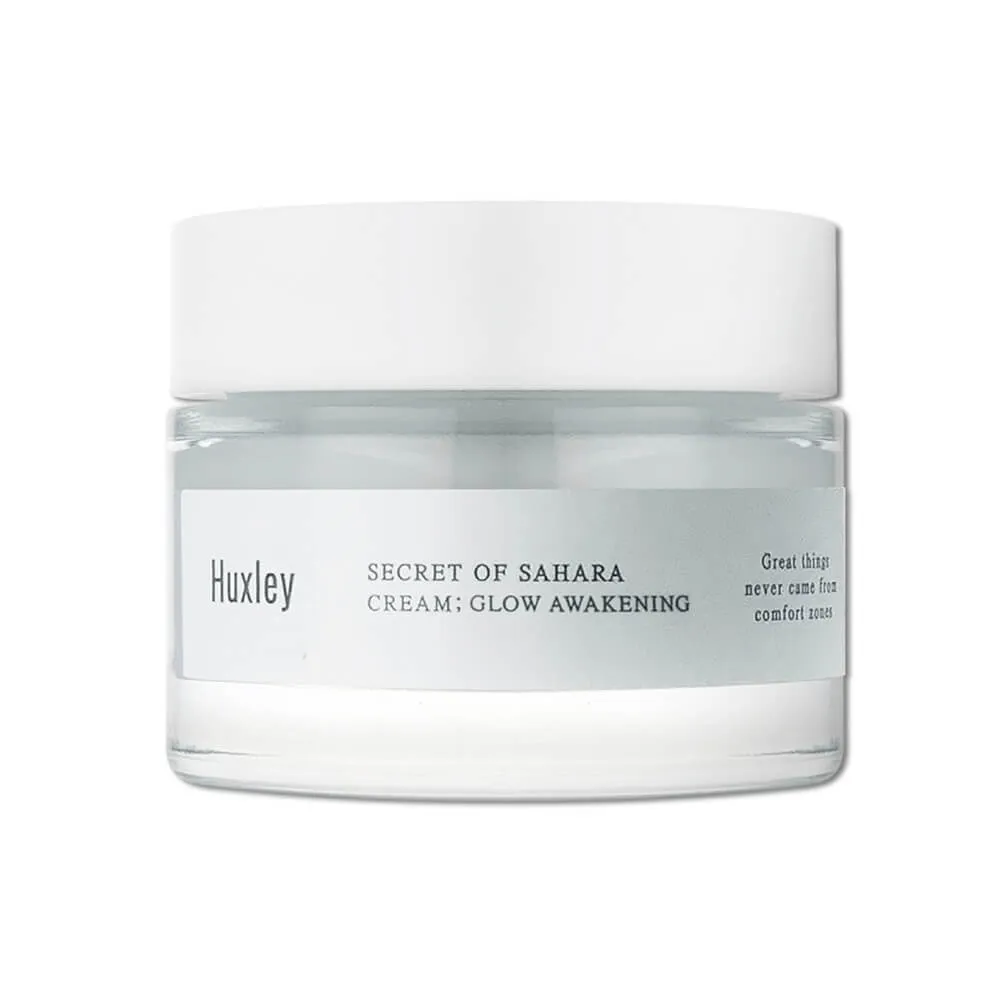 Huxley
SECRET OF SAHARA
CREAM; GLOW AWAKENING
Great things
never came from
comfort zones